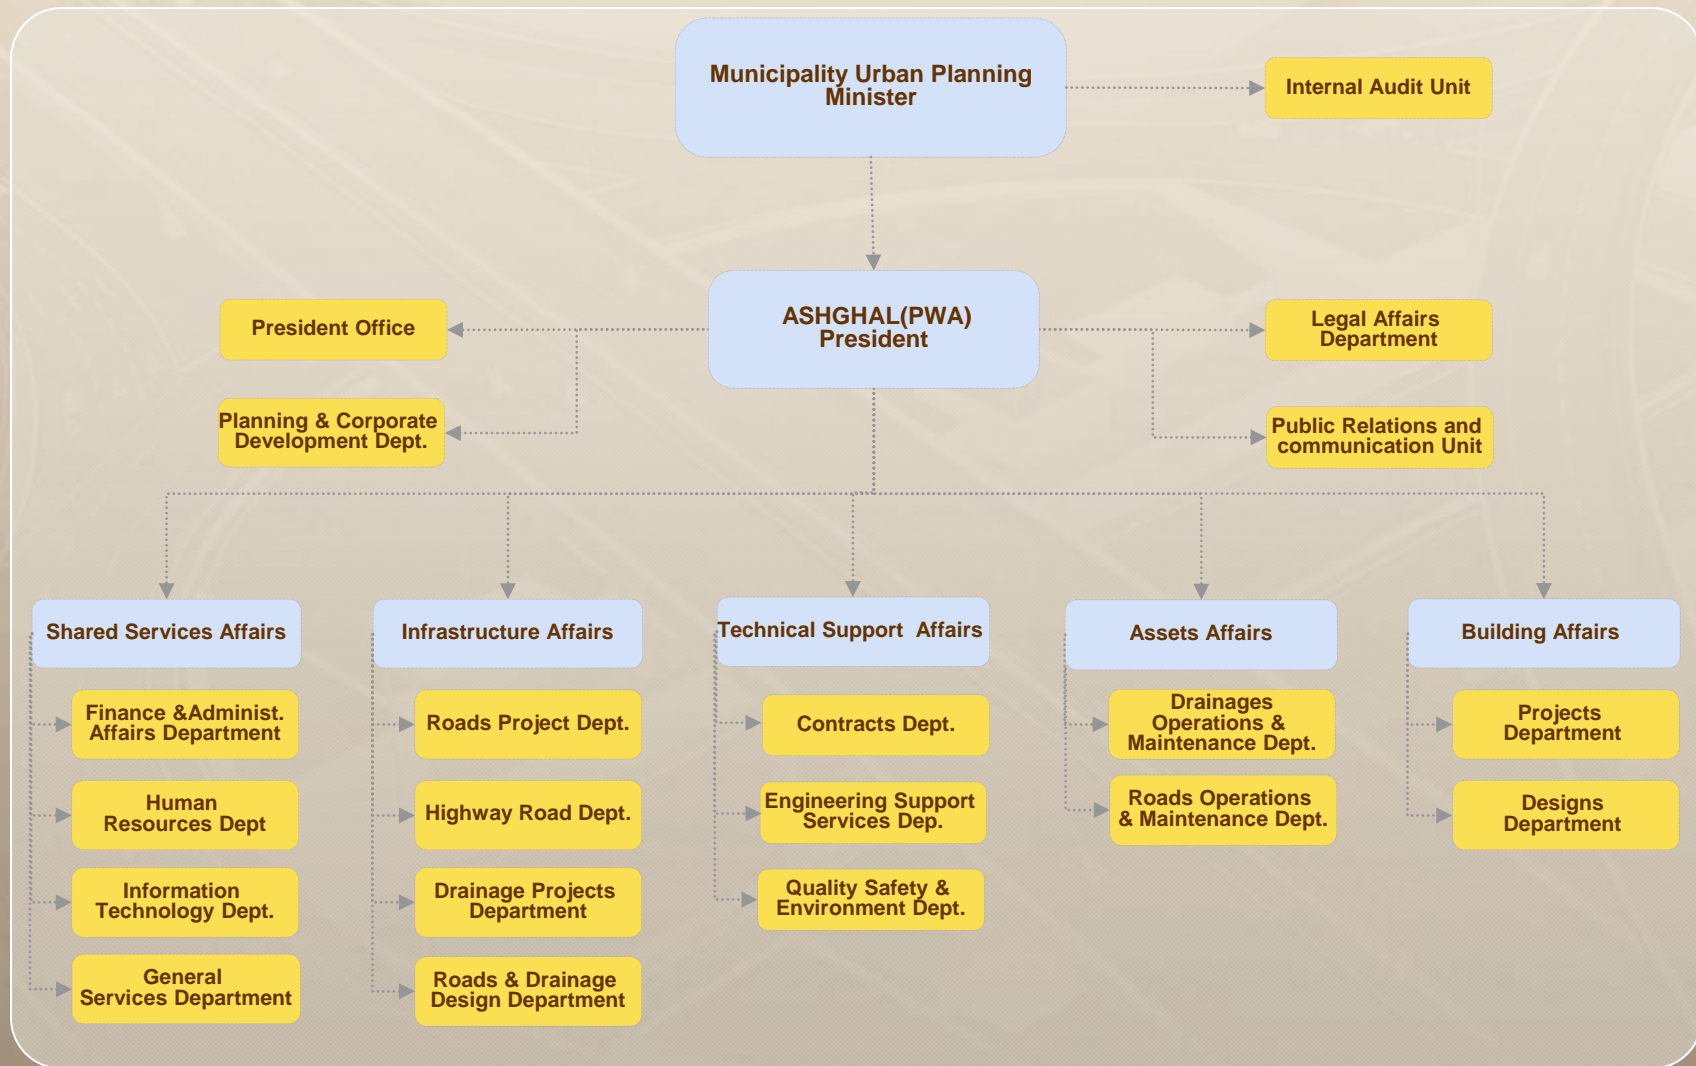 Municipality Urban Planning
Minister
Internal Audit Unit
ASHGHAL(PWA)
President
President Office
Legal Affairs
Department
Planning & Corporate
Development Dept.
Public Relations and
communication Unit
Shared Services Affairs
Infrastructure Affairs
Technical Support  Affairs
Assets Affairs
Building Affairs
Finance &Administ.
Affairs Department
Human
Resources Dept
Information
Technology Dept.
General
Services Department
Roads Project Dept.
Highway Road Dept.
Drainage Projects
Department
Roads & Drainage
Design Department
Contracts Dept.
Engineering Support
Services Dep.
Quality Safety &
Environment Dept.
Drainages
Operations &
Maintenance Dept.
Roads Operations
& Maintenance Dept.
Projects
Department
Designs
Department